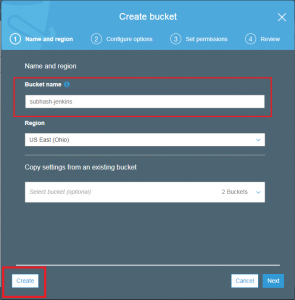 Create bucket
1 Name and region
2 Configure options
3 Set permissions
4 Review
Name and region
Bucket name
subhash-jenkins
Region
US East (Ohio)
Copy settings from an existing bucket
Select bucket (optional) 2 Buckets
Create Cancel Next